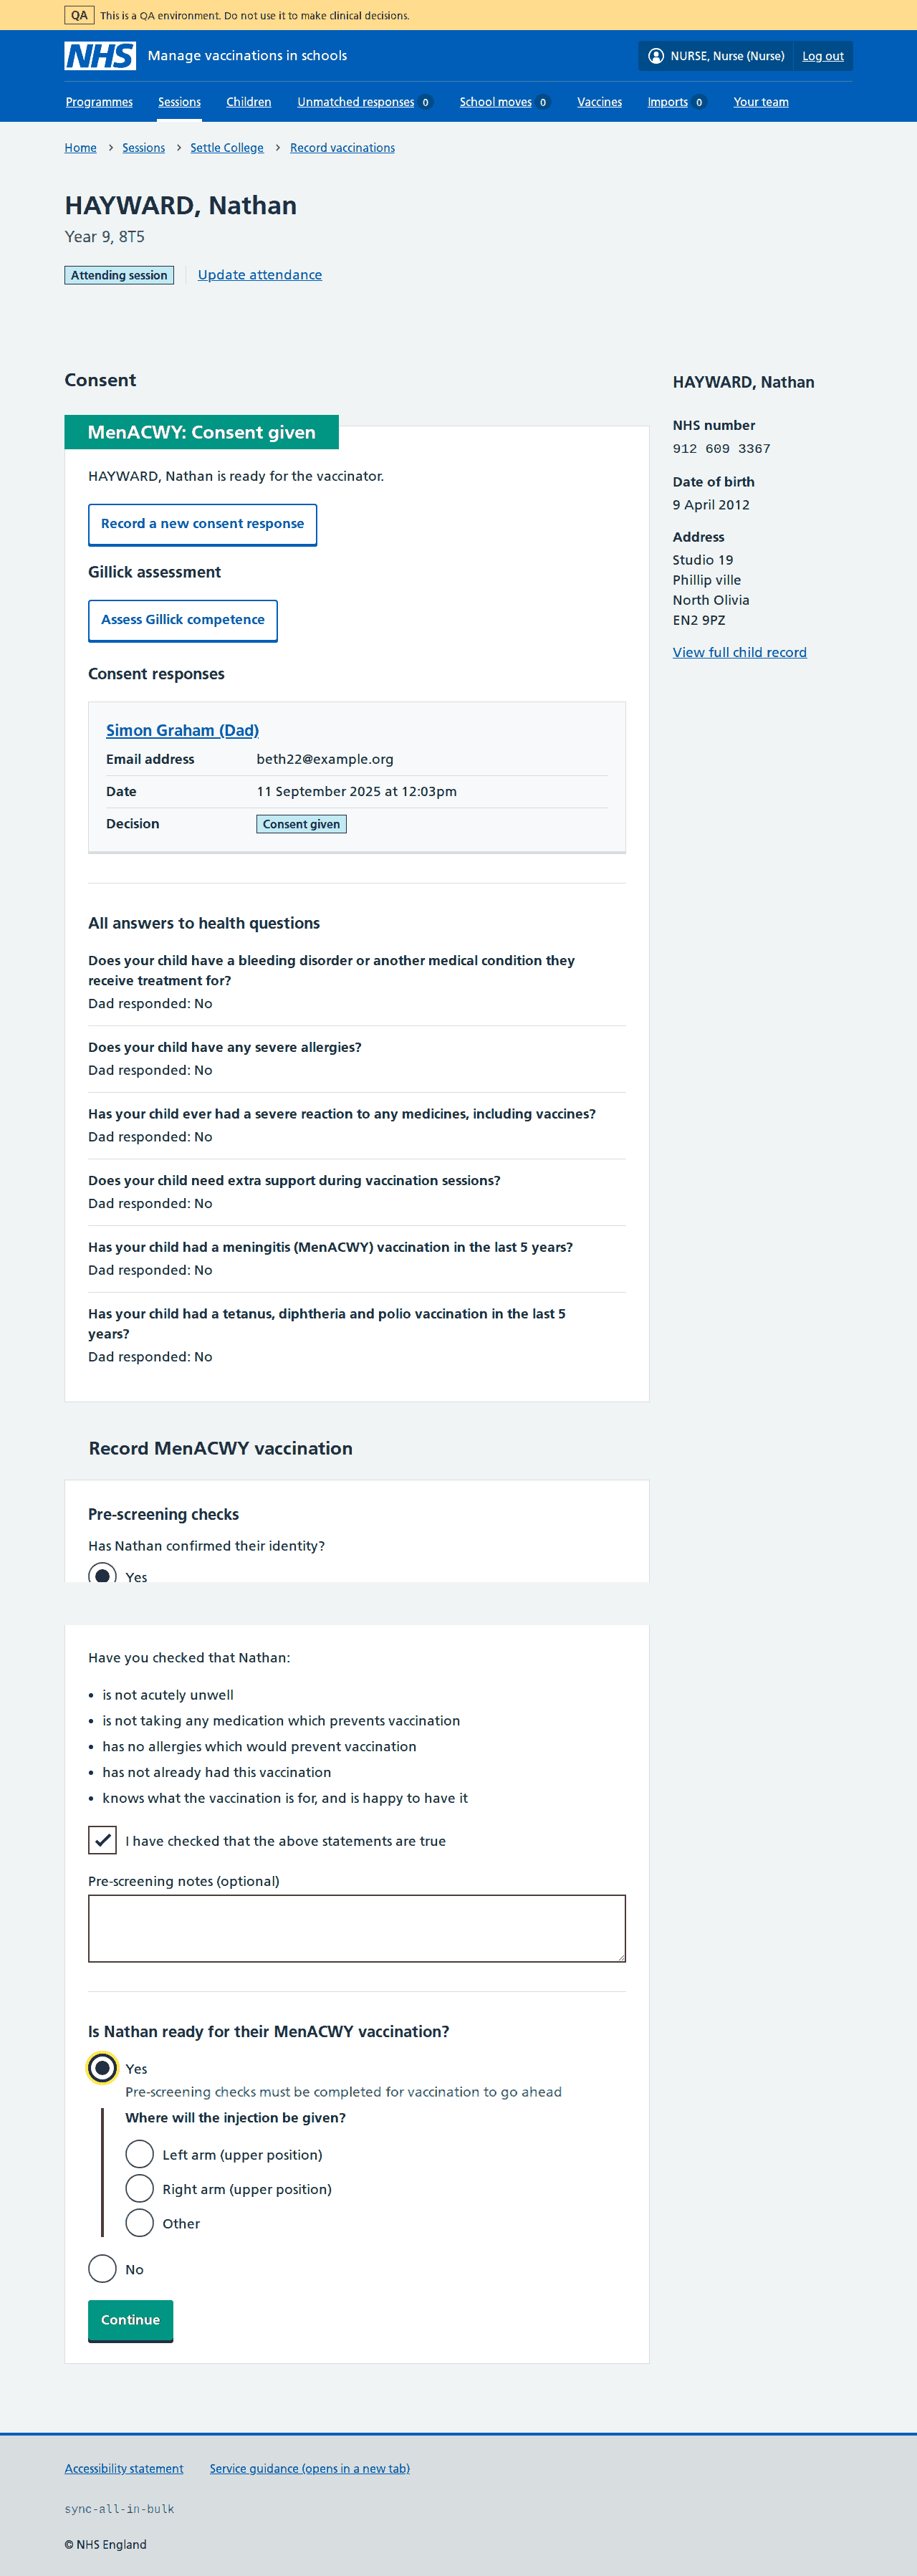 QA This is a QA environment. Do not use it to make clinical decisions.
NHS Manage vaccinations in schools NURSE, Nurse (Nurse) Log out
Programmes Sessions Children Unmatched responses 0 School moves 0 Vaccines Imports 0 Your team
Home > Sessions > Settle College > Record vaccinations
HAYWARD, Nathan
Year 9, 8T5
Attending session Update attendance
Consent
MenACWY: Consent given
HAYWARD, Nathan is ready for the vaccinator.
Record a new consent response
Gillick assessment
Assess Gillick competence
Consent responses
Simon Graham (Dad)
Email address beth22@example.org
Date 11 September 2025 at 12:03pm
Decision Consent given
All answers to health questions
Does your child have a bleeding disorder or another medical condition they
receive treatment for?
Dad responded: No
Does your child have any severe allergies?
Dad responded: No
Has your child ever had a severe reaction to any medicines, including vaccines?
Dad responded: No
Does your child need extra support during vaccination sessions?
Dad responded: No
Has your child had a meningitis (MenACWY) vaccination in the last 5 years?
Dad responded: No
Has your child had a tetanus, diphtheria and polio vaccination in the last 5
years?
Dad responded: No
HAYWARD, Nathan
NHS number
912 609 3367
Date of birth
9 April 2012
Address
Studio 19
Phillip ville
North Olivia
EN2 9PZ
View full child record
Record MenACWY vaccination
Pre-screening checks
Has Nathan confirmed their identity?
Yes
Have you checked that Nathan:
• is not acutely unwell
• is not taking any medication which prevents vaccination
• has no allergies which would prevent vaccination
• has not already had this vaccination
• knows what the vaccination is for, and is happy to have it
I have checked that the above statements are true
Pre-screening notes (optional)
Is Nathan ready for their MenACWY vaccination?
Yes
Pre-screening checks must be completed for vaccination to go ahead
Where will the injection be given?
Left arm (upper position)
Right arm (upper position)
Other
No
Continue
Accessibility statement Service guidance (opens in a new tab)
sync-all-in-bulk
© NHS England